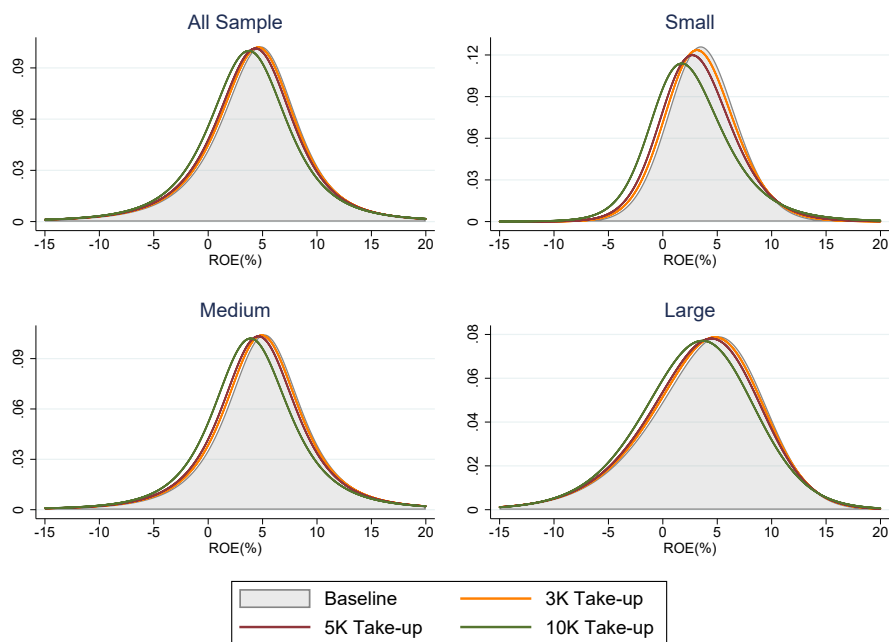 All Sample
.09
.06
.03
0
-15 -10 -5 0 5 10 15 20
ROE(%)
Small
.12
.09
.06
.03
0
-15 -10 -5 0 5 10 15 20
ROE(%)
Medium
.09
.06
.03
0
-15 -10 -5 0 5 10 15 20
ROE(%)
Large
.08
.06
.04
.02
0
-15 -10 -5 0 5 10 15 20
ROE(%)
Baseline 3K Take-up
5K Take-up 10K Take-up